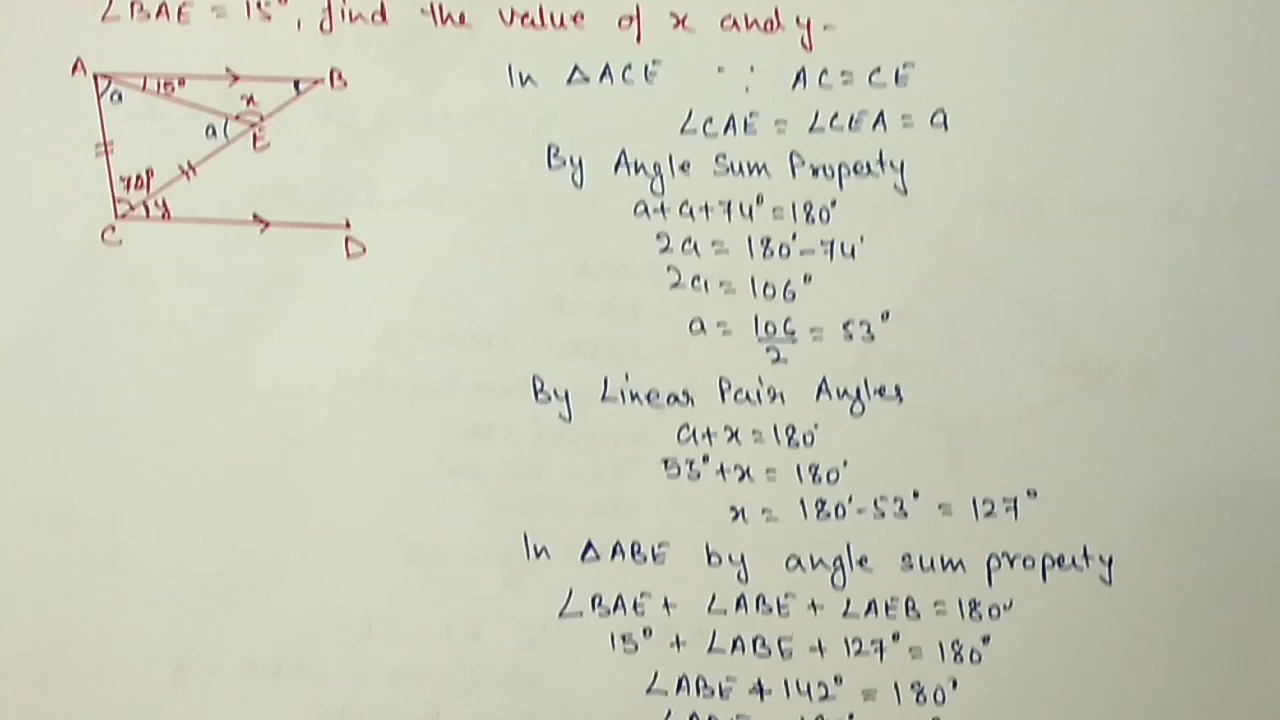 ∠BAE = 15°, find the value of x and y.
A
B
15°
a
x
a
E
y
C
D
In △ACE ∵ AC = CE
∠CAE = ∠CEA = a
By Angle Sum Property
a + a + 74° = 180°
2a = 180° - 74°
2a = 106°
a = 106/2 = 53°
By Linear Pair Angles
a + x = 180°
53° + x = 180°
x = 180° - 53° = 127°
In △ABE by angle sum property
∠BAE + ∠ABE + ∠AEB = 180°
15° + ∠ABE + 127° = 180°
∠ABE + 142° = 180°